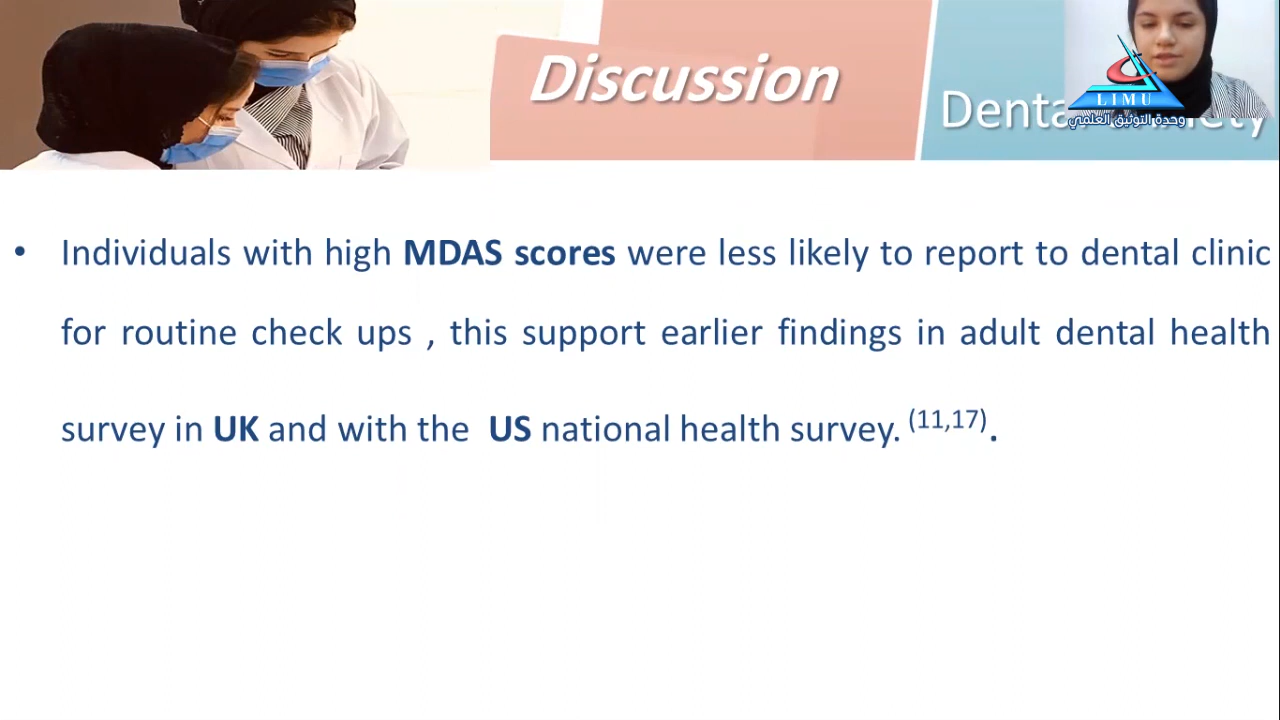 Discussion
Denta
LIMU
وحدة التوثيق العلمي
• Individuals with high MDAS scores were less likely to report to dental clinic
for routine check ups , this support earlier findings in adult dental health
survey in UK and with the US national health survey. (11,17).